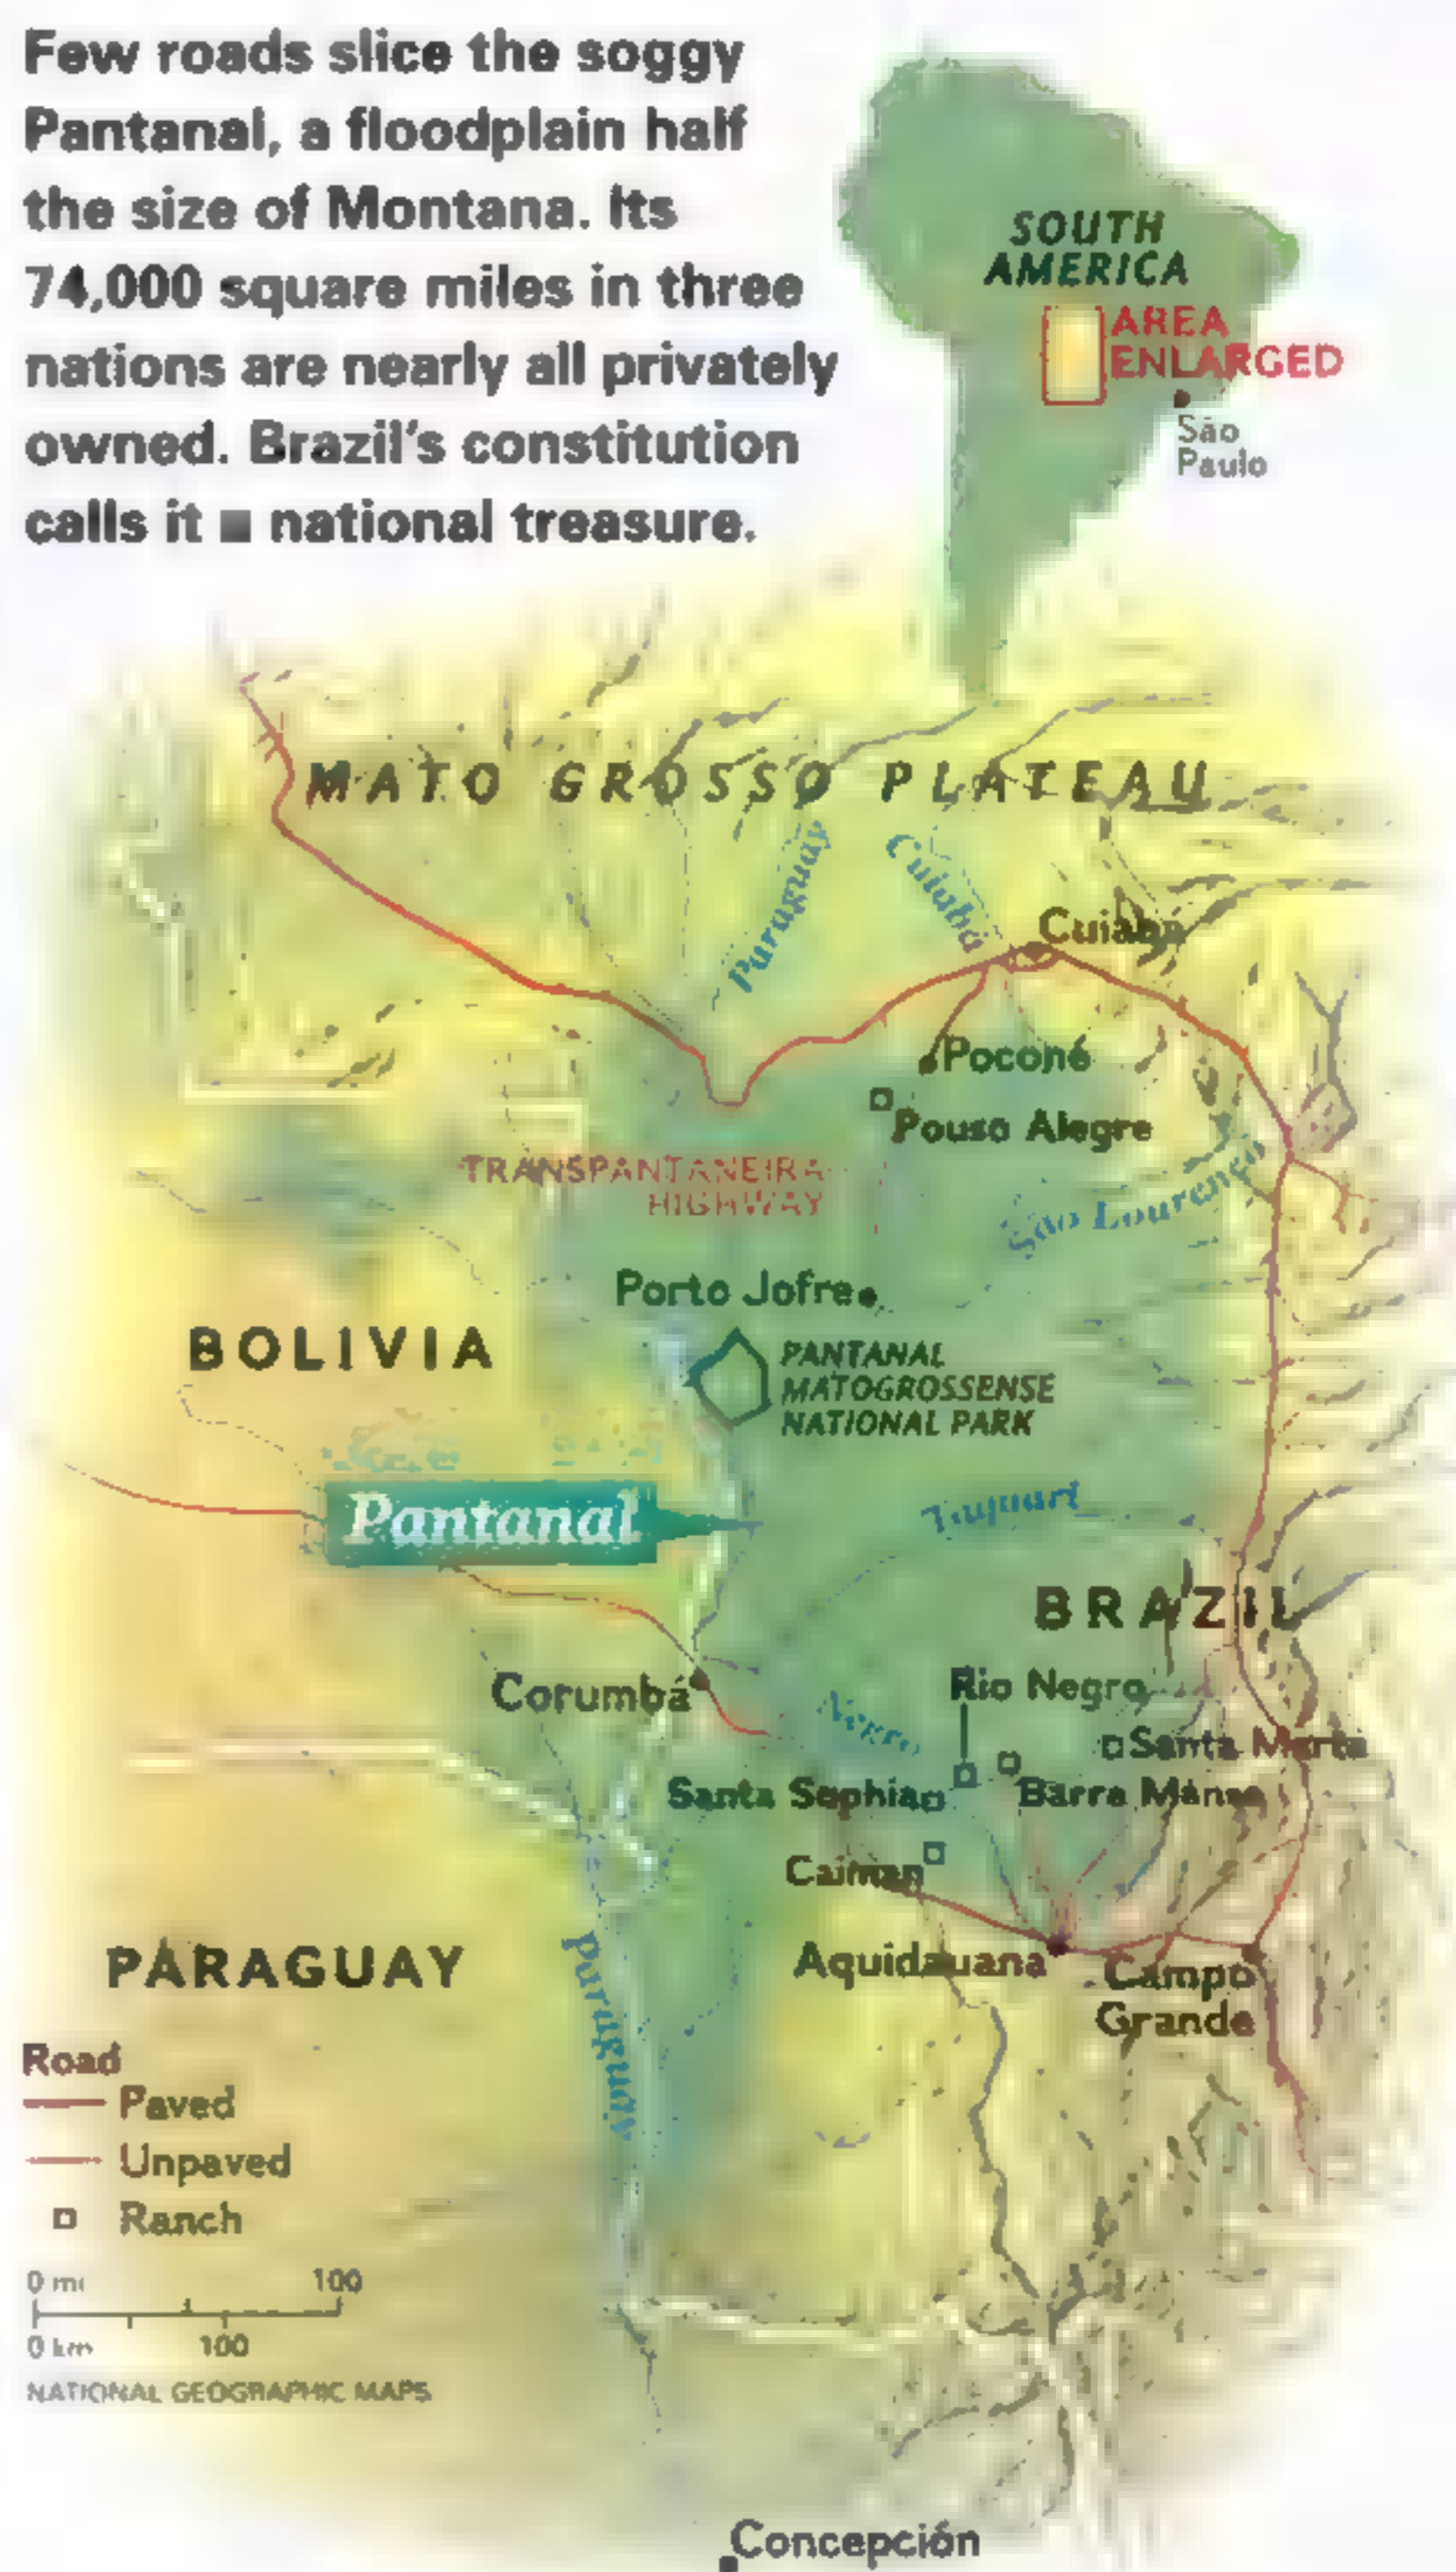 Few roads slice the soggy
Pantanal, a floodplain half
the size of Montana. Its
74,000 square miles in three
nations are nearly all privately
owned. Brazil's constitution
calls it national treasure.
SOUTH
AMERICA
AREA
ENLARGED
São
Paulo
MATO GROSSO PLATEAU
Paraguay
Cuiabá
Cuiabá
Poconé
Pouso Alegre
TRANSPANTANEIRA
HIGHWAY
São Lourenço
Porto Jofre
BOLIVIA
PANTANAL
MATOGROSSENSE
NATIONAL PARK
Pantanal
Taquari
BRAZIL
Corumbá
Rio Negro
Negro
Santa Marta
Santa Sophia
Barra Mansa
Caiman
PARAGUAY
Paraguay
Aquidauana
Campo
Grande
Road
Paved
Unpaved
Ranch
0 mi 100
0 km 100
NATIONAL GEOGRAPHIC MAPS
Concepción